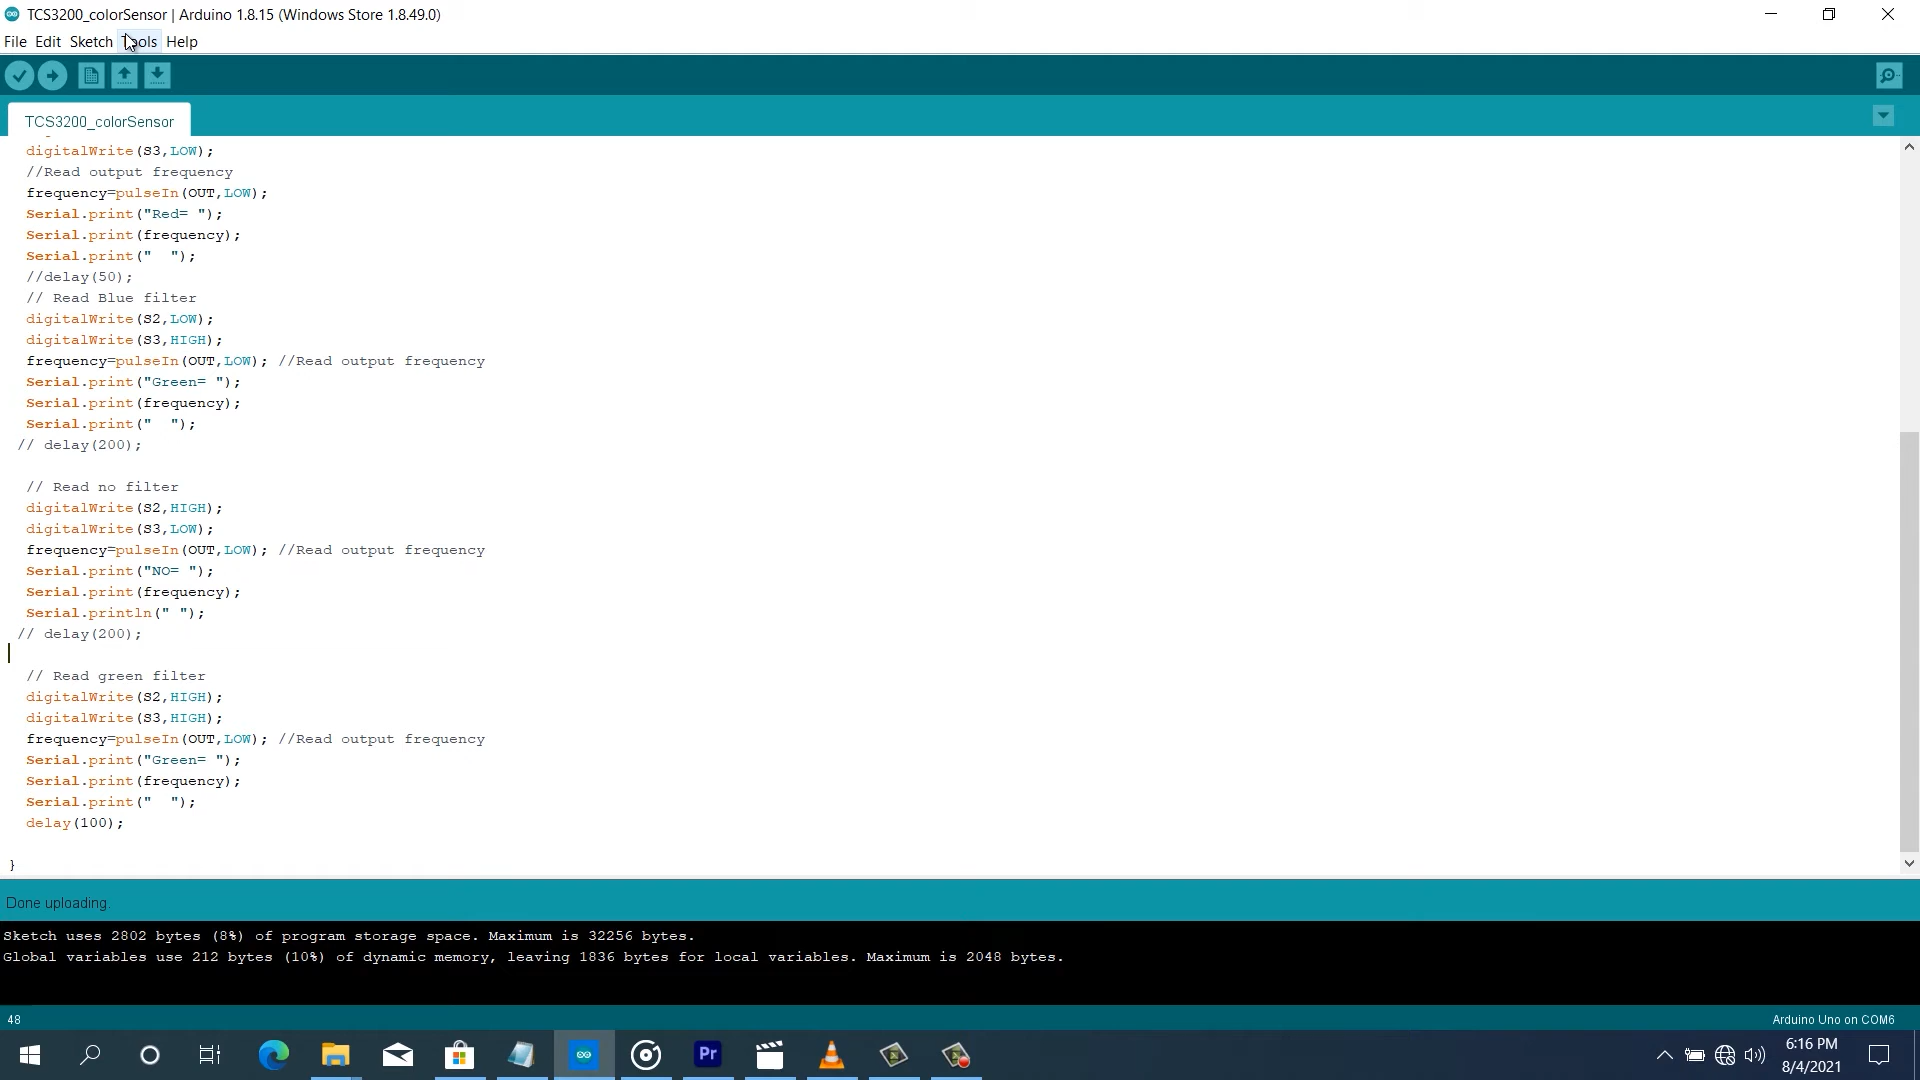 TCS3200_colorSensor | Arduino 1.8.15 (Windows Store 1.8.49.0)
File Edit Sketch Tools Help
TCS3200_colorSensor
digitalWrite(S3,LOW);
//Read output frequency
frequency=pulseIn(OUT,LOW);
Serial.print("Red= ");
Serial.print(frequency);
Serial.print("  ");
//delay(50);
// Read Blue filter
digitalWrite(S2,LOW);
digitalWrite(S3,HIGH);
frequency=pulseIn(OUT,LOW); //Read output frequency
Serial.print("Green= ");
Serial.print(frequency);
Serial.print("  ");
// delay(200);
// Read no filter
digitalWrite(S2,HIGH);
digitalWrite(S3,LOW);
frequency=pulseIn(OUT,LOW); //Read output frequency
Serial.print("NO= ");
Serial.print(frequency);
Serial.println(" ");
// delay(200);
// Read green filter
digitalWrite(S2,HIGH);
digitalWrite(S3,HIGH);
frequency=pulseIn(OUT,LOW); //Read output frequency
Serial.print("Green= ");
Serial.print(frequency);
Serial.print("  ");
delay(100);
}
Done uploading.
Sketch uses 2802 bytes (8%) of program storage space. Maximum is 32256 bytes.
Global variables use 212 bytes (10%) of dynamic memory, leaving 1836 bytes for local variables. Maximum is 2048 bytes.
48
Arduino Uno on COM6
Pr
6:16 PM
8/4/2021